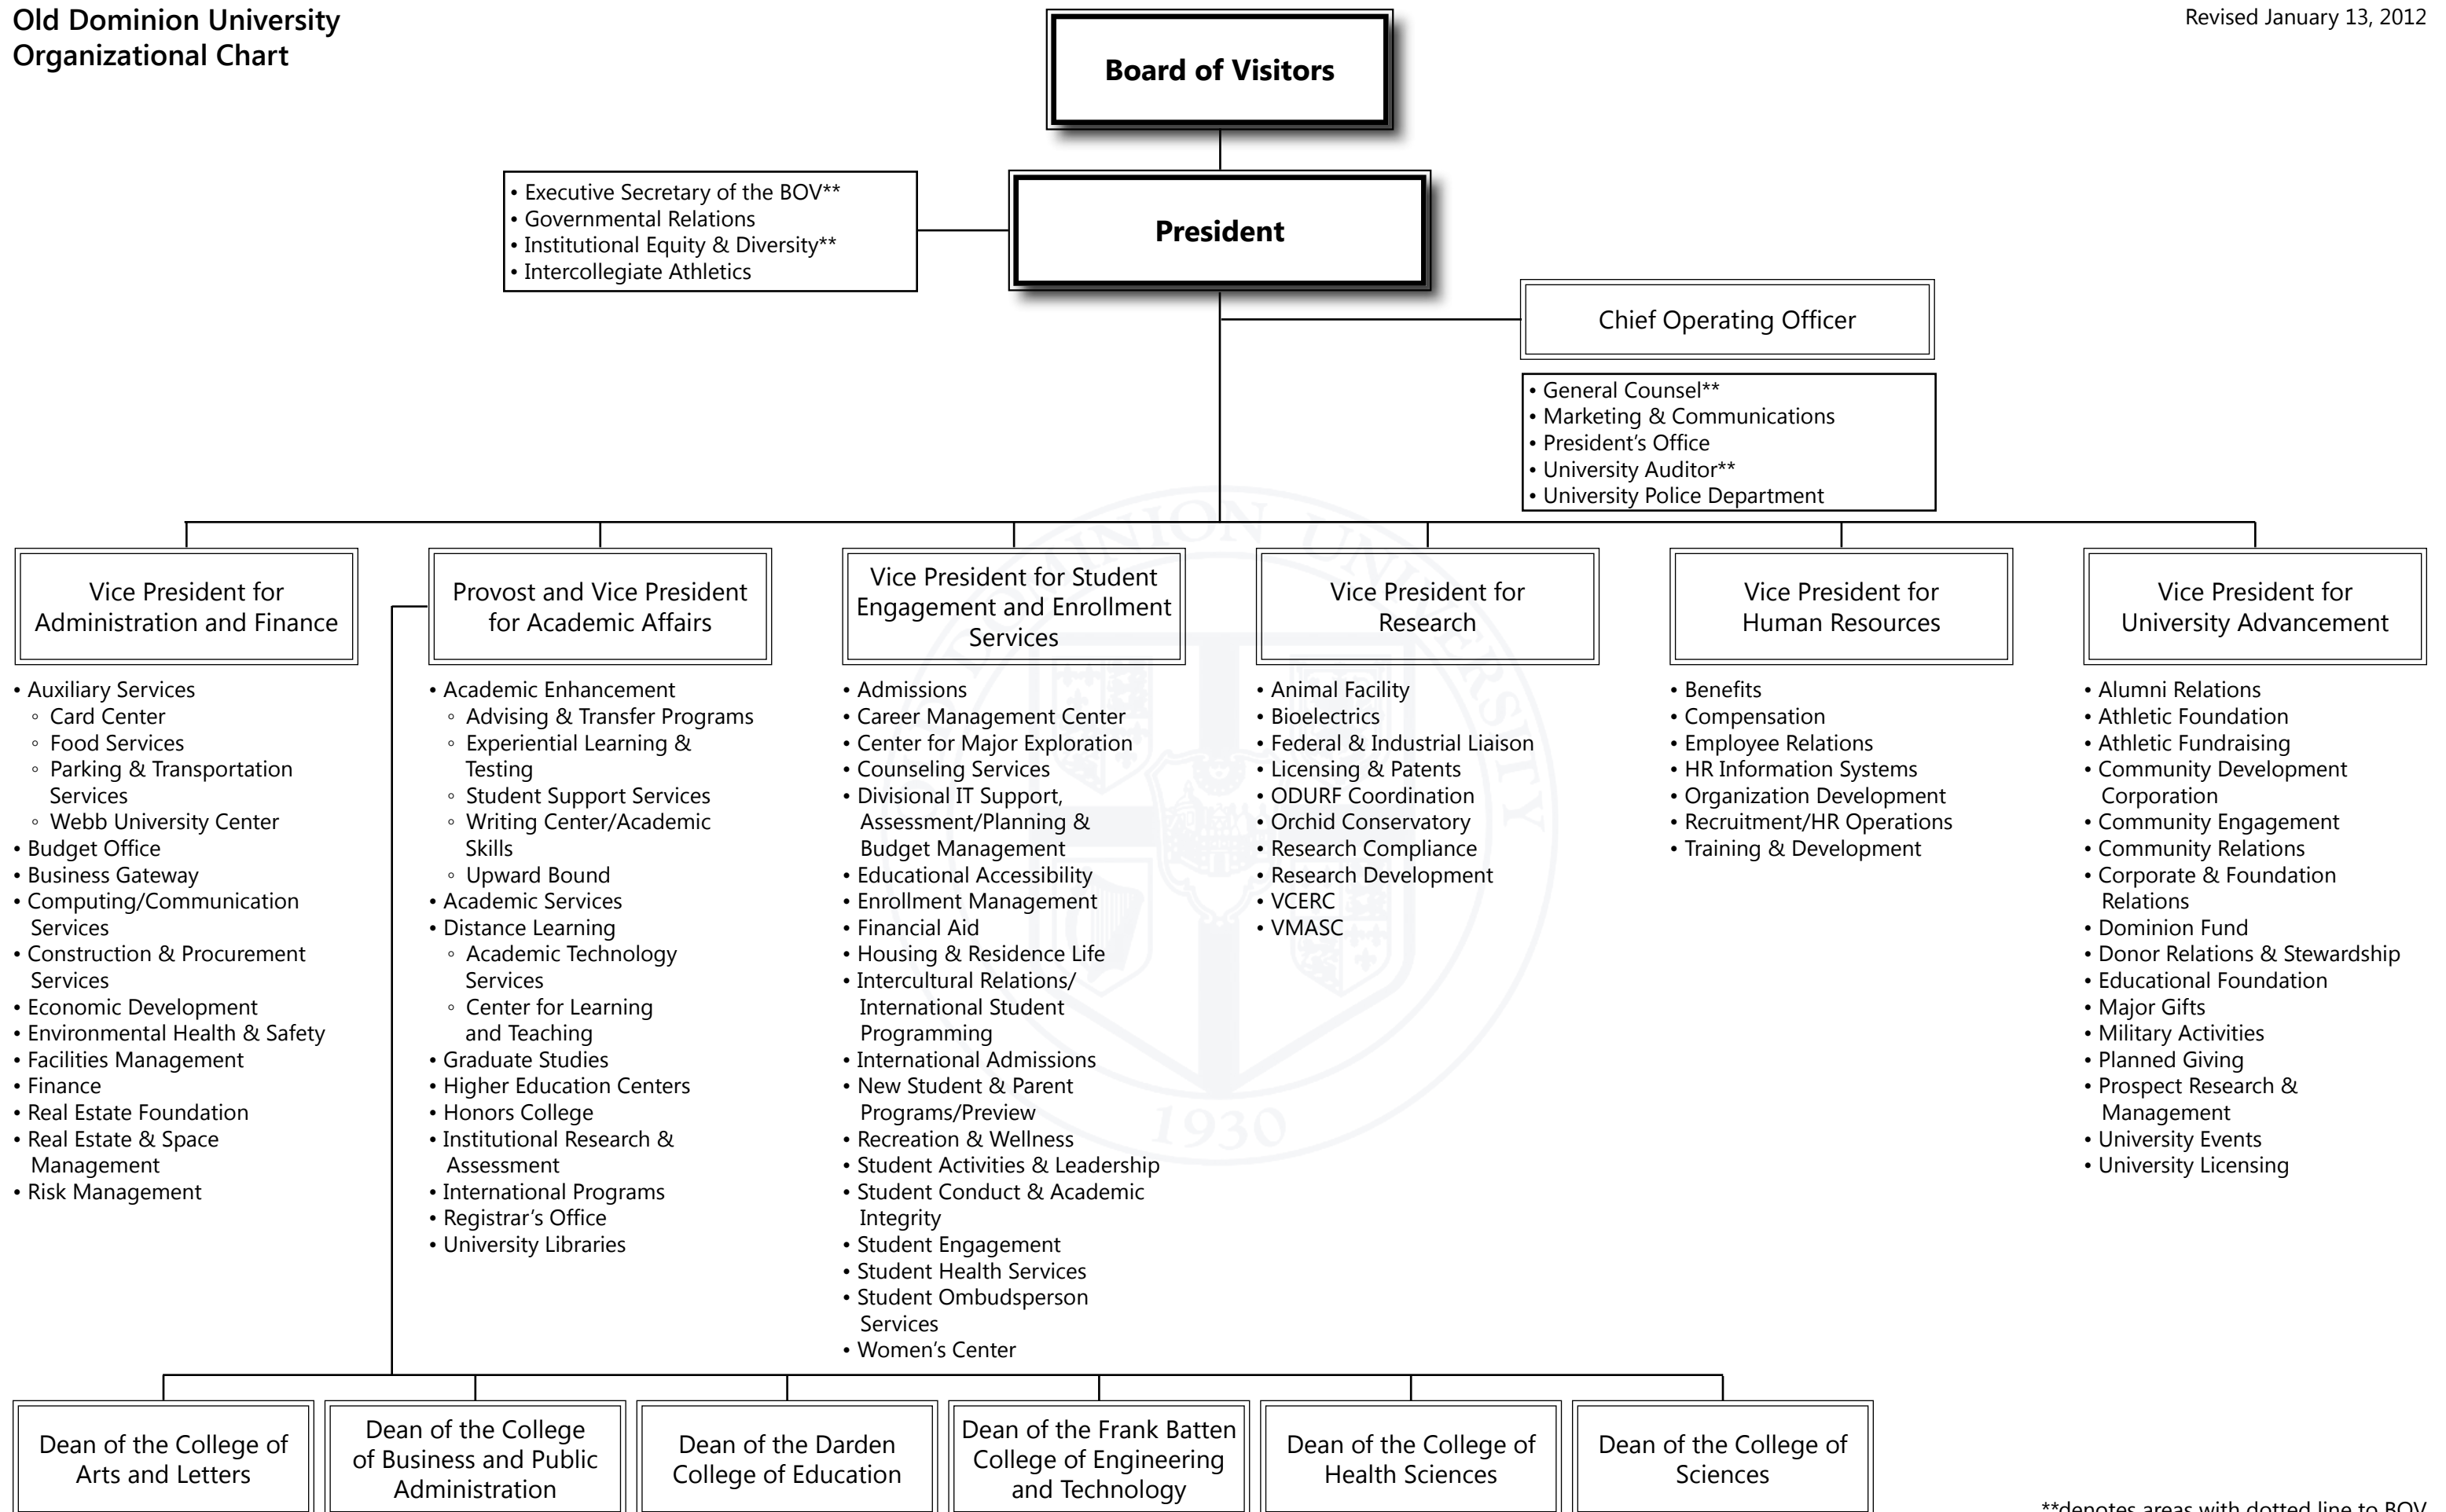 Old Dominion University
Organizational Chart
Revised January 13, 2012
Board of Visitors
President
• Executive Secretary of the BOV**
• Governmental Relations
• Institutional Equity & Diversity**
• Intercollegiate Athletics
Chief Operating Officer
• General Counsel**
• Marketing & Communications
• President’s Office
• University Auditor**
• University Police Department
Vice President for
Administration and Finance
• Auxiliary Services
◦ Card Center
◦ Food Services
◦ Parking & Transportation
Services
◦ Webb University Center
• Budget Office
• Business Gateway
• Computing/Communication
Services
• Construction & Procurement
Services
• Economic Development
• Environmental Health & Safety
• Facilities Management
• Finance
• Real Estate Foundation
• Real Estate & Space
Management
• Risk Management
Provost and Vice President
for Academic Affairs
• Academic Enhancement
◦ Advising & Transfer Programs
◦ Experiential Learning &
Testing
◦ Student Support Services
◦ Writing Center/Academic
Skills
◦ Upward Bound
• Academic Services
• Distance Learning
◦ Academic Technology
Services
◦ Center for Learning
and Teaching
• Graduate Studies
• Higher Education Centers
• Honors College
• Institutional Research &
Assessment
• International Programs
• Registrar’s Office
• University Libraries
Vice President for Student
Engagement and Enrollment
Services
• Admissions
• Career Management Center
• Center for Major Exploration
• Counseling Services
• Divisional IT Support,
Assessment/Planning &
Budget Management
• Educational Accessibility
• Enrollment Management
• Financial Aid
• Housing & Residence Life
• Intercultural Relations/
International Student
Programming
• International Admissions
• New Student & Parent
Programs/Preview
• Recreation & Wellness
• Student Activities & Leadership
• Student Conduct & Academic
Integrity
• Student Engagement
• Student Health Services
• Student Ombudsperson
Services
• Women’s Center
Vice President for
Research
• Animal Facility
• Bioelectrics
• Federal & Industrial Liaison
• Licensing & Patents
• ODURF Coordination
• Orchid Conservatory
• Research Compliance
• Research Development
• VCERC
• VMASC
Vice President for
Human Resources
• Benefits
• Compensation
• Employee Relations
• HR Information Systems
• Organization Development
• Recruitment/HR Operations
• Training & Development
Vice President for
University Advancement
• Alumni Relations
• Athletic Foundation
• Athletic Fundraising
• Community Development
Corporation
• Community Engagement
• Community Relations
• Corporate & Foundation
Relations
• Dominion Fund
• Donor Relations & Stewardship
• Educational Foundation
• Major Gifts
• Military Activities
• Planned Giving
• Prospect Research &
Management
• University Events
• University Licensing
DOMINION UNIVERSITY
1930
Dean of the College of
Arts and Letters
Dean of the College
of Business and Public
Administration
Dean of the Darden
College of Education
Dean of the Frank Batten
College of Engineering
and Technology
Dean of the College of
Health Sciences
Dean of the College of
Sciences
**denotes areas with dotted line to BOV